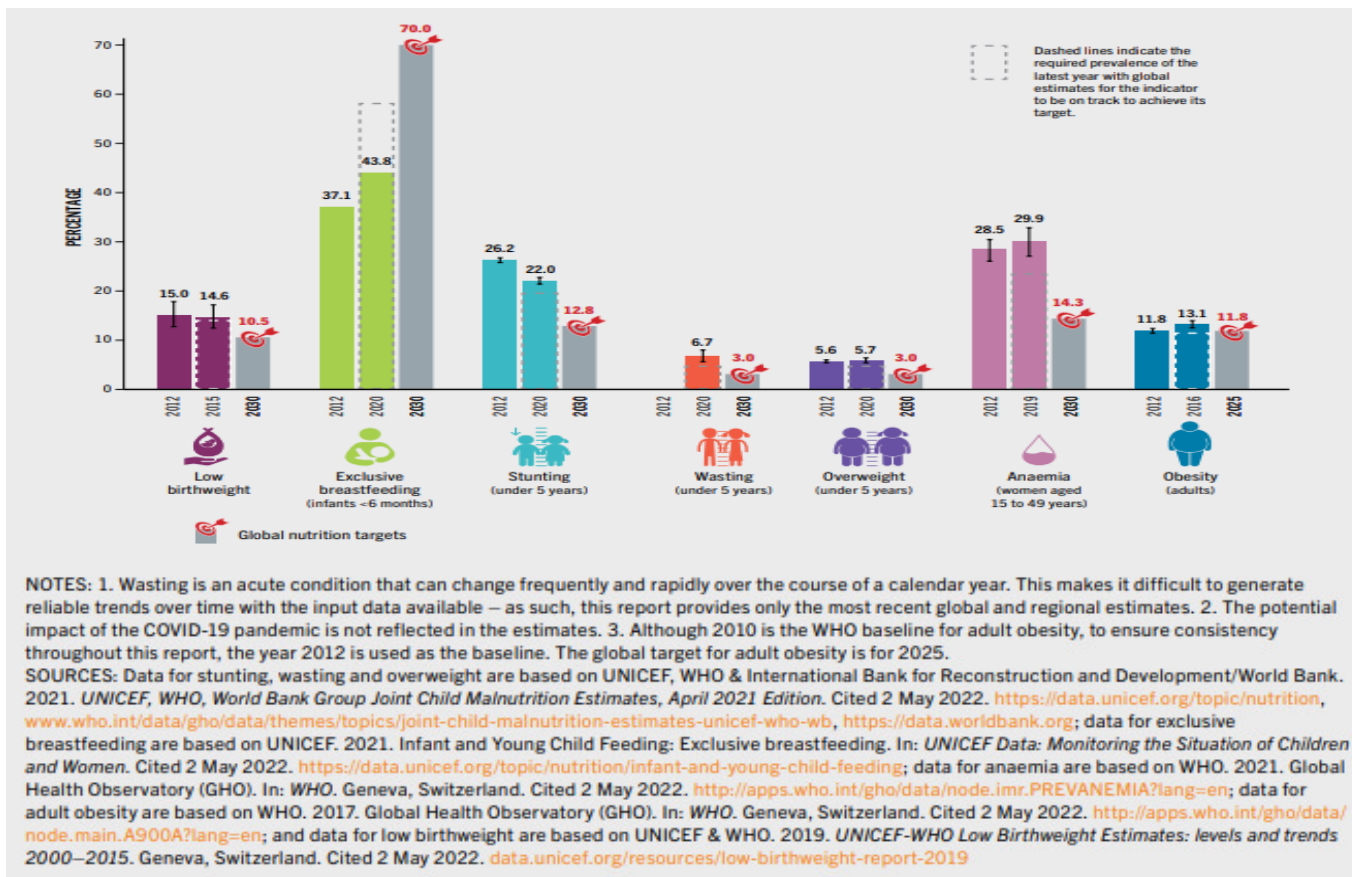 70.0
70
60
50
40
30
20
10
0
PERCENTAGE
Dashed lines indicate the
required prevalence of the
latest year with global
estimates for the indicator
to be on track to achieve its
target.
15.0
14.6
10.5
37.1
43.8
26.2
22.0
12.8
6.7
3.0
5.6
5.7
3.0
28.5
29.9
14.3
11.8
13.1
11.8
2012 2015 2030 2012 2020 2030 2012 2020 2030 2012 2020 2030 2012 2020 2030 2012 2019 2030 2012 2016 2025
Low
birthweight
Exclusive
breastfeeding
(infants <6 months)
Stunting
(under 5 years)
Wasting
(under 5 years)
Overweight
(under 5 years)
Anaemia
(women aged
15 to 49 years)
Obesity
(adults)
Global nutrition targets
NOTES: 1. Wasting is an acute condition that can change frequently and rapidly over the course of a calendar year. This makes it difficult to generate
reliable trends over time with the input data available – as such, this report provides only the most recent global and regional estimates. 2. The potential
impact of the COVID-19 pandemic is not reflected in the estimates. 3. Although 2010 is the WHO baseline for adult obesity, to ensure consistency
throughout this report, the year 2012 is used as the baseline. The global target for adult obesity is for 2025.
SOURCES: Data for stunting, wasting and overweight are based on UNICEF, WHO & International Bank for Reconstruction and Development/World Bank.
2021. UNICEF, WHO, World Bank Group Joint Child Malnutrition Estimates, April 2021 Edition. Cited 2 May 2022. https://data.unicef.org/topic/nutrition,
www.who.int/data/gho/data/themes/topics/joint-child-malnutrition-estimates-unicef-who-wb, https://data.worldbank.org; data for exclusive
breastfeeding are based on UNICEF. 2021. Infant and Young Child Feeding: Exclusive breastfeeding. In: UNICEF Data: Monitoring the Situation of Children
and Women. Cited 2 May 2022. https://data.unicef.org/topic/nutrition/infant-and-young-child-feeding; data for anaemia are based on WHO. 2021. Global
Health Observatory (GHO). In: WHO. Geneva, Switzerland. Cited 2 May 2022. http://apps.who.int/gho/data/node.imr.PREVANEMIA?lang=en; data for
adult obesity are based on WHO. 2017. Global Health Observatory (GHO). In: WHO. Geneva, Switzerland. Cited 2 May 2022. http://apps.who.int/gho/data/
node.main.A900A?lang=en; and data for low birthweight are based on UNICEF & WHO. 2019. UNICEF-WHO Low Birthweight Estimates: levels and trends
2000–2015. Geneva, Switzerland. Cited 2 May 2022. data.unicef.org/resources/low-birthweight-report-2019